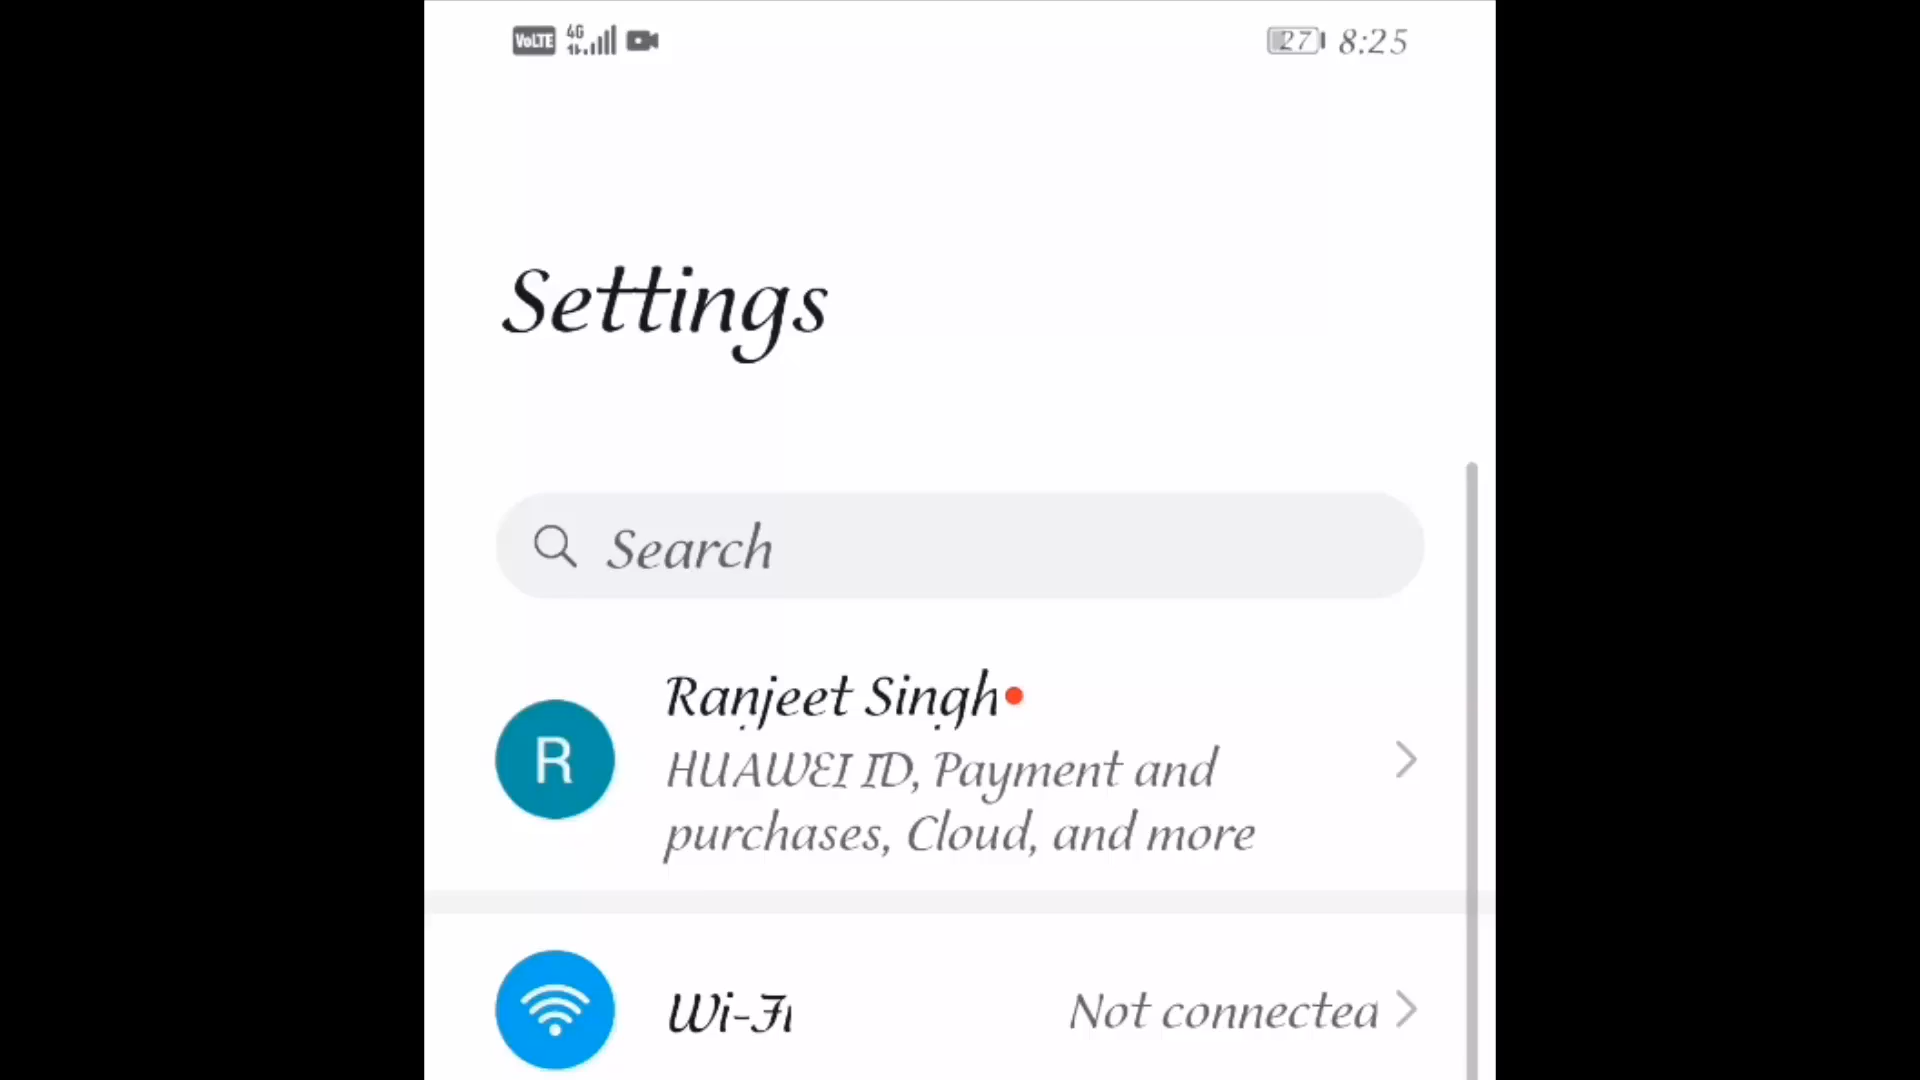 VoLTE 4G 27 8:25
Settings
Search
R
Ranjeet Singh
HUAWEI ID, Payment and
purchases, Cloud, and more
Wi-Fi Not connected